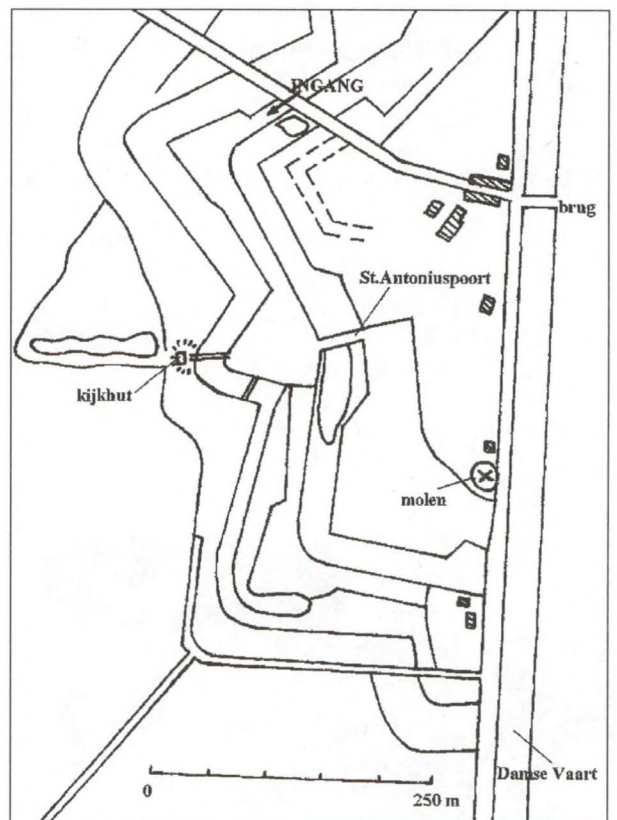 INGANG
brug
St.Antoniuspoort
kijkhut
molen
Damse Vaart
0
250 m